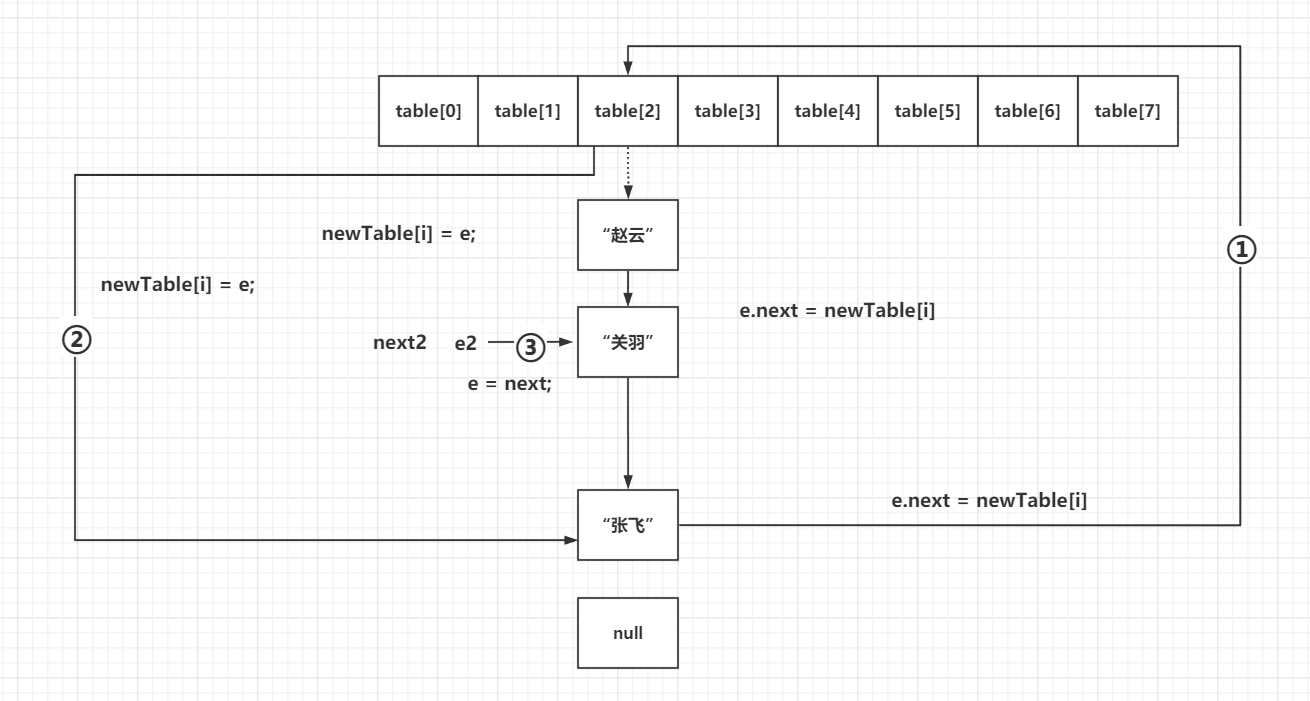 table[0] table[1] table[2] table[3] table[4] table[5] table[6] table[7]
newTable[i] = e;
“赵云”
①
newTable[i] = e;
e.next = newTable[i]
②
next2 e2 ③ “关羽”
e = next;
e.next = newTable[i]
“张飞”
null